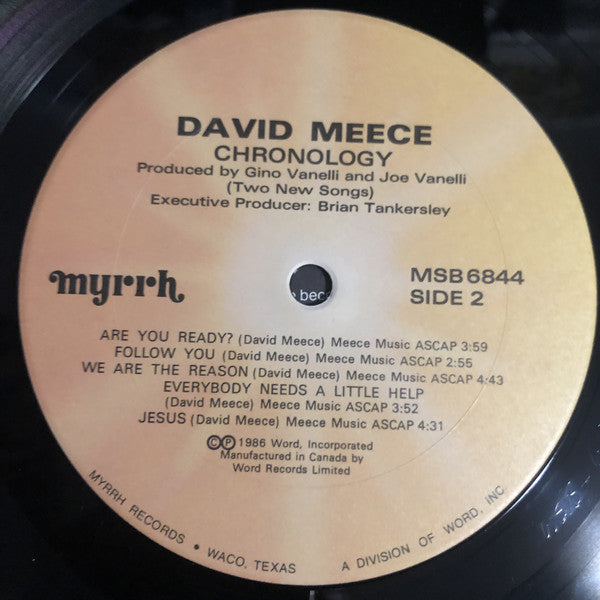 DAVID MEECE
CHRONOLOGY
Produced by Gino Vanelli and Joe Vanelli
(Two New Songs)
Executive Producer: Brian Tankersley
myrrh.
MSB 6844
SIDE 2
ARE YOU READY? (David Meece) Meece Music ASCAP 3:59
FOLLOW YOU (David Meece) Meece Music ASCAP 2:55
WE ARE THE REASON (David Meece) Meece Music ASCAP 4:43
EVERYBODY NEEDS A LITTLE HELP
(David Meece) Meece Music ASCAP 3:52
JESUS (David Meece) Meece Music ASCAP 4:31
©℗1986 Word, Incorporated
Manufactured in Canada by
Word Records Limited
MYRRH RECORDS • WACO, TEXAS A DIVISION OF WORD, INC.